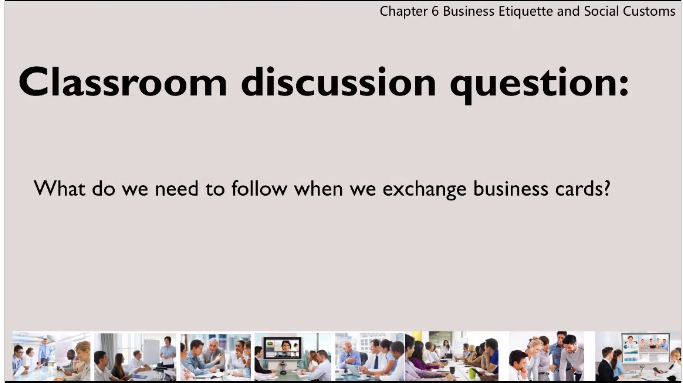 Chapter 6 Business Etiquette and Social Customs
Classroom discussion question:
What do we need to follow when we exchange business cards?